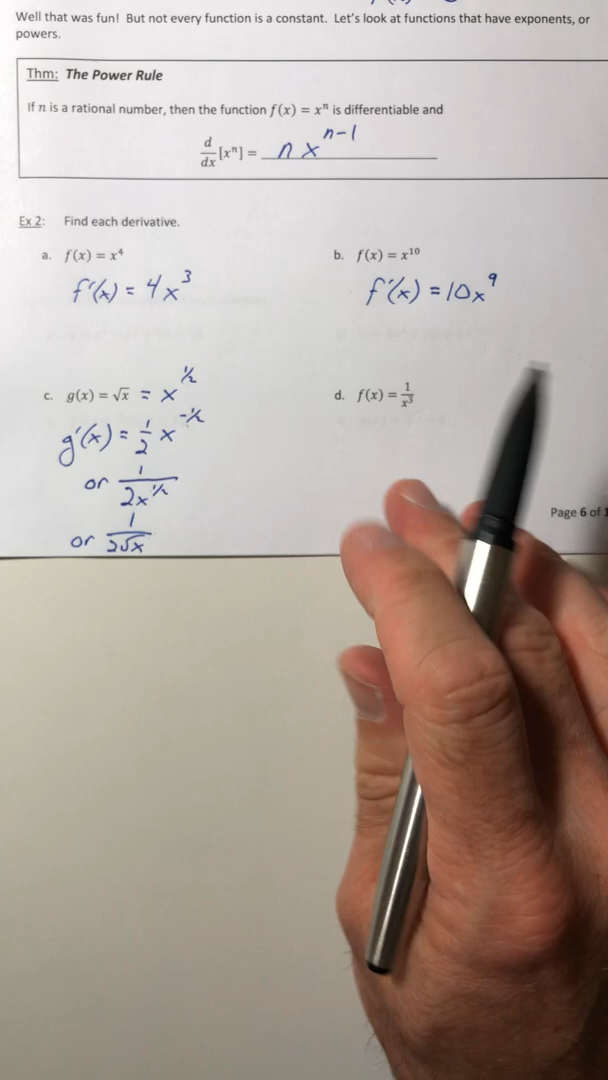 Well that was fun! But not every function is a constant. Let's look at functions that have exponents, or
powers.
Thm: The Power Rule
If n is a rational number, then the function f(x) = xⁿ is differentiable and
d/dx [xⁿ] = n x^(n-1)
Ex 2: Find each derivative.
a. f(x) = x⁴
f'(x) = 4x³
b. f(x) = x¹⁰
f'(x) = 10x⁹
c. g(x) = √x = x^(1/2)
g'(x) = 1/2 x^(-1/2)
or 1/(2x^(1/2))
or 1/(2√x)
d. f(x) = 1/x³
Page 6 of